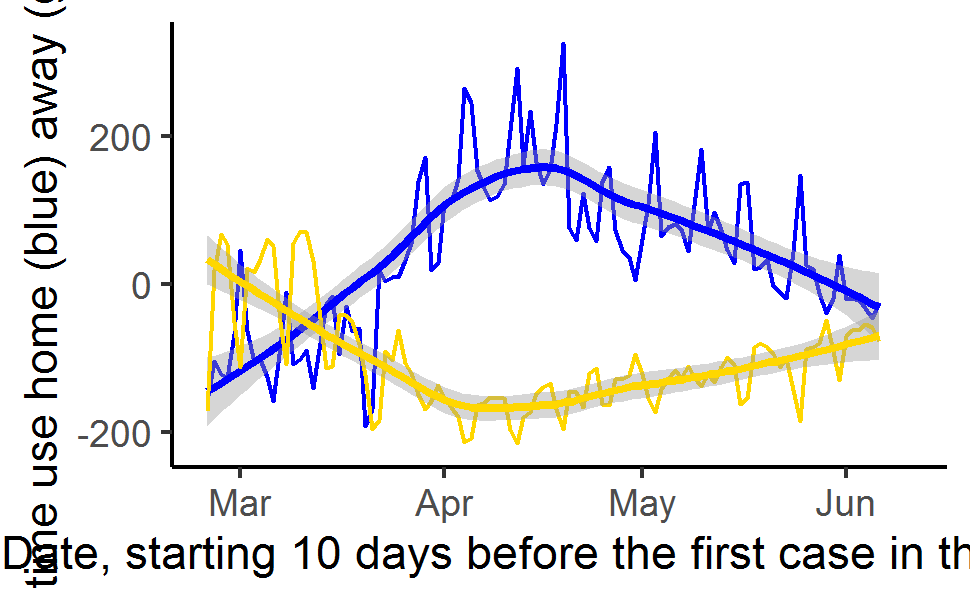 time use home (blue) away (
200
0
-200
Mar Apr May Jun
Date, starting 10 days before the first case in th